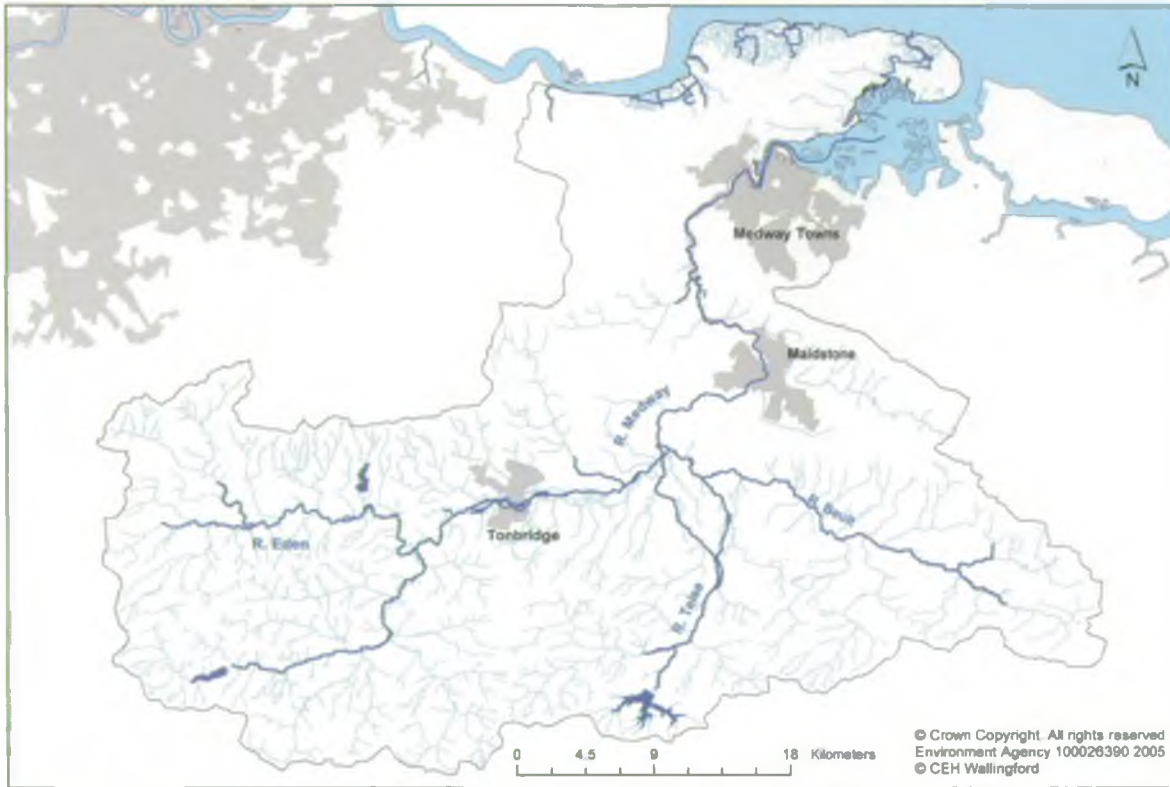 N
Medway Towns
Maidstone
R. Medway
R. Beult
Tonbridge
R. Eden
R. Teise
0 4.5 9 18 Kilometers
© Crown Copyright. All rights reserved
Environment Agency 100026390 2005
© CEH Wallingford